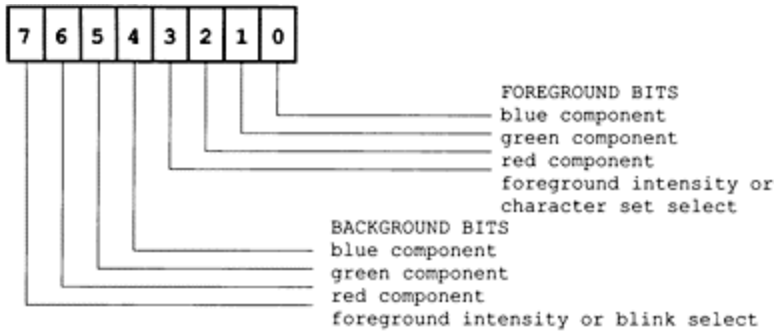 7 6 5 4 3 2 1 0
FOREGROUND BITS
blue component
green component
red component
foreground intensity or
character set select
BACKGROUND BITS
blue component
green component
red component
foreground intensity or blink select